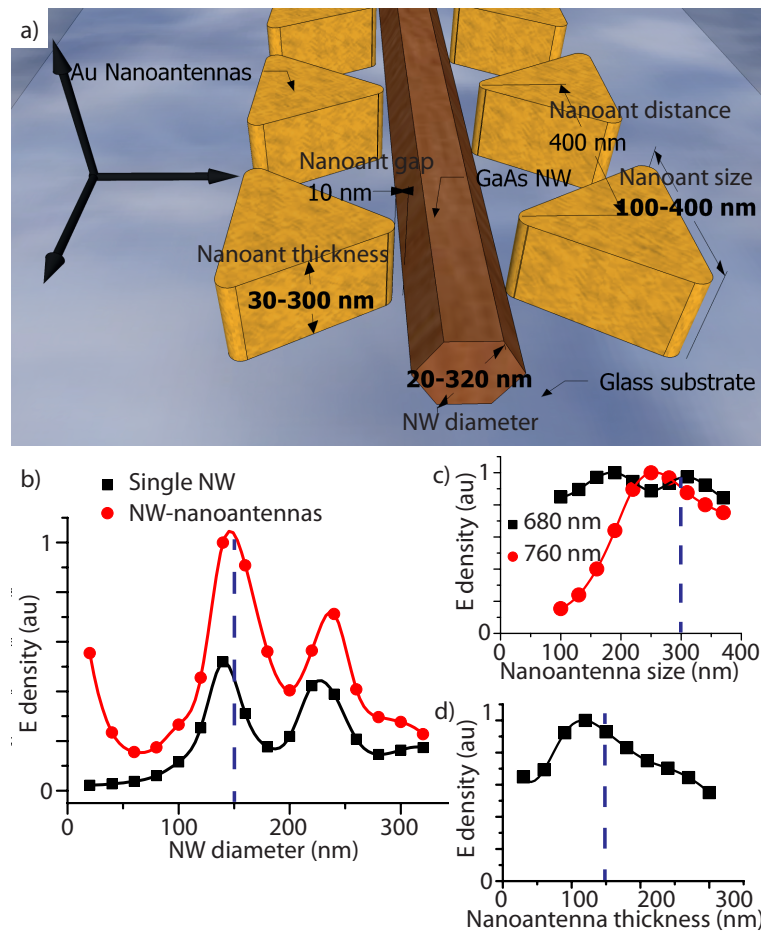 a)
Au Nanoantennas
Nanoant distance
400 nm
Nanoant gap
10 nm
GaAs NW
Nanoant size
100-400 nm
Nanoant thickness
30-300 nm
20-320 nm
NW diameter
Glass substrate
b)
Single NW
NW-nanoantennas
E density (au)
1
0
0
100
200
300
NW diameter (nm)
c)
680 nm
760 nm
E density (au)
1
0
0
100
200
300
400
Nanoantenna size (nm)
d)
E density (au)
1
0
0
100
200
300
Nanoantenna thickness (nm)